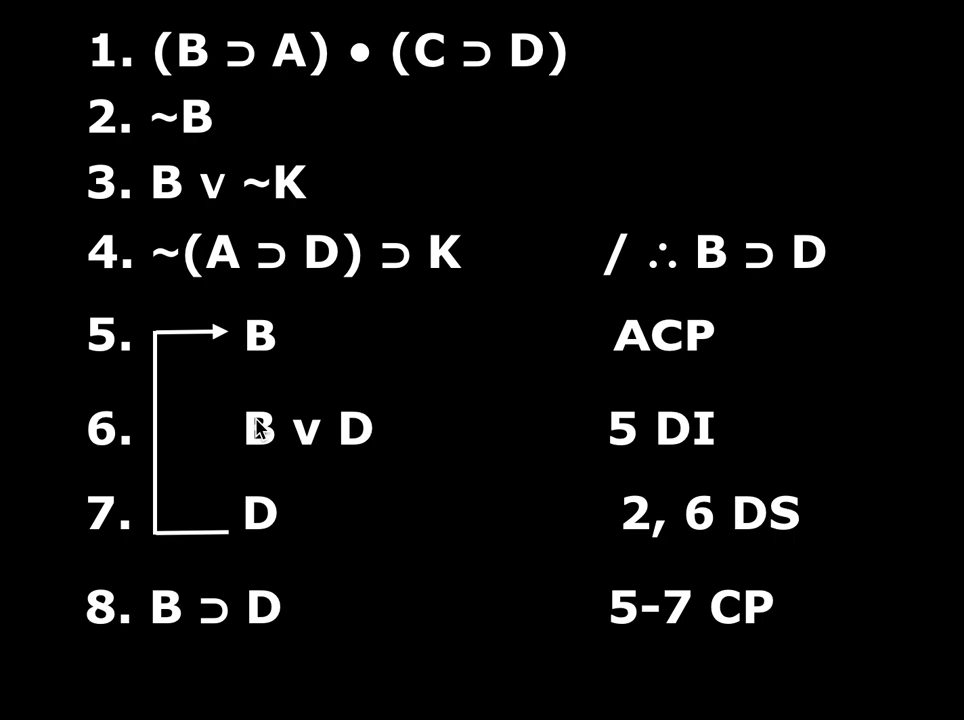 1. (B ⊃ A) • (C ⊃ D)
2. ~B
3. B v ~K
4. ~(A ⊃ D) ⊃ K / ∴ B ⊃ D
5. B ACP
6. B v D 5 DI
7. D 2, 6 DS
8. B ⊃ D 5-7 CP